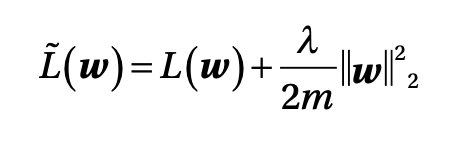 L̃(w) = L(w) + λ/2m ‖w‖²₂